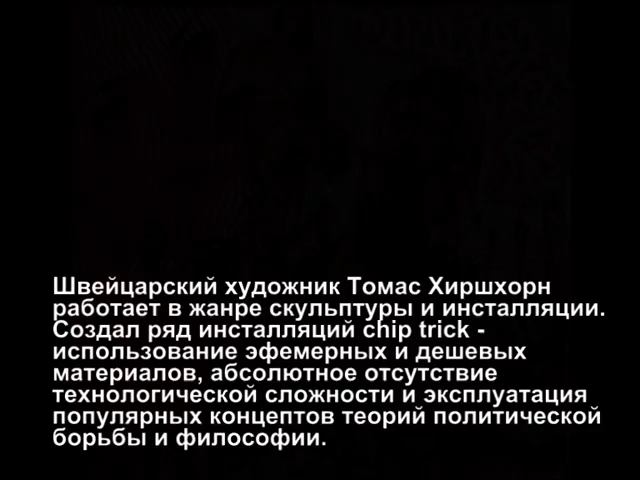 Швейцарский художник Томас Хиршхорн
работает в жанре скульптуры и инсталляции.
Создал ряд инсталляций chip trick -
использование эфемерных и дешевых
материалов, абсолютное отсутствие
технологической сложности и эксплуатация
популярных концептов теорий политической
борьбы и философии.